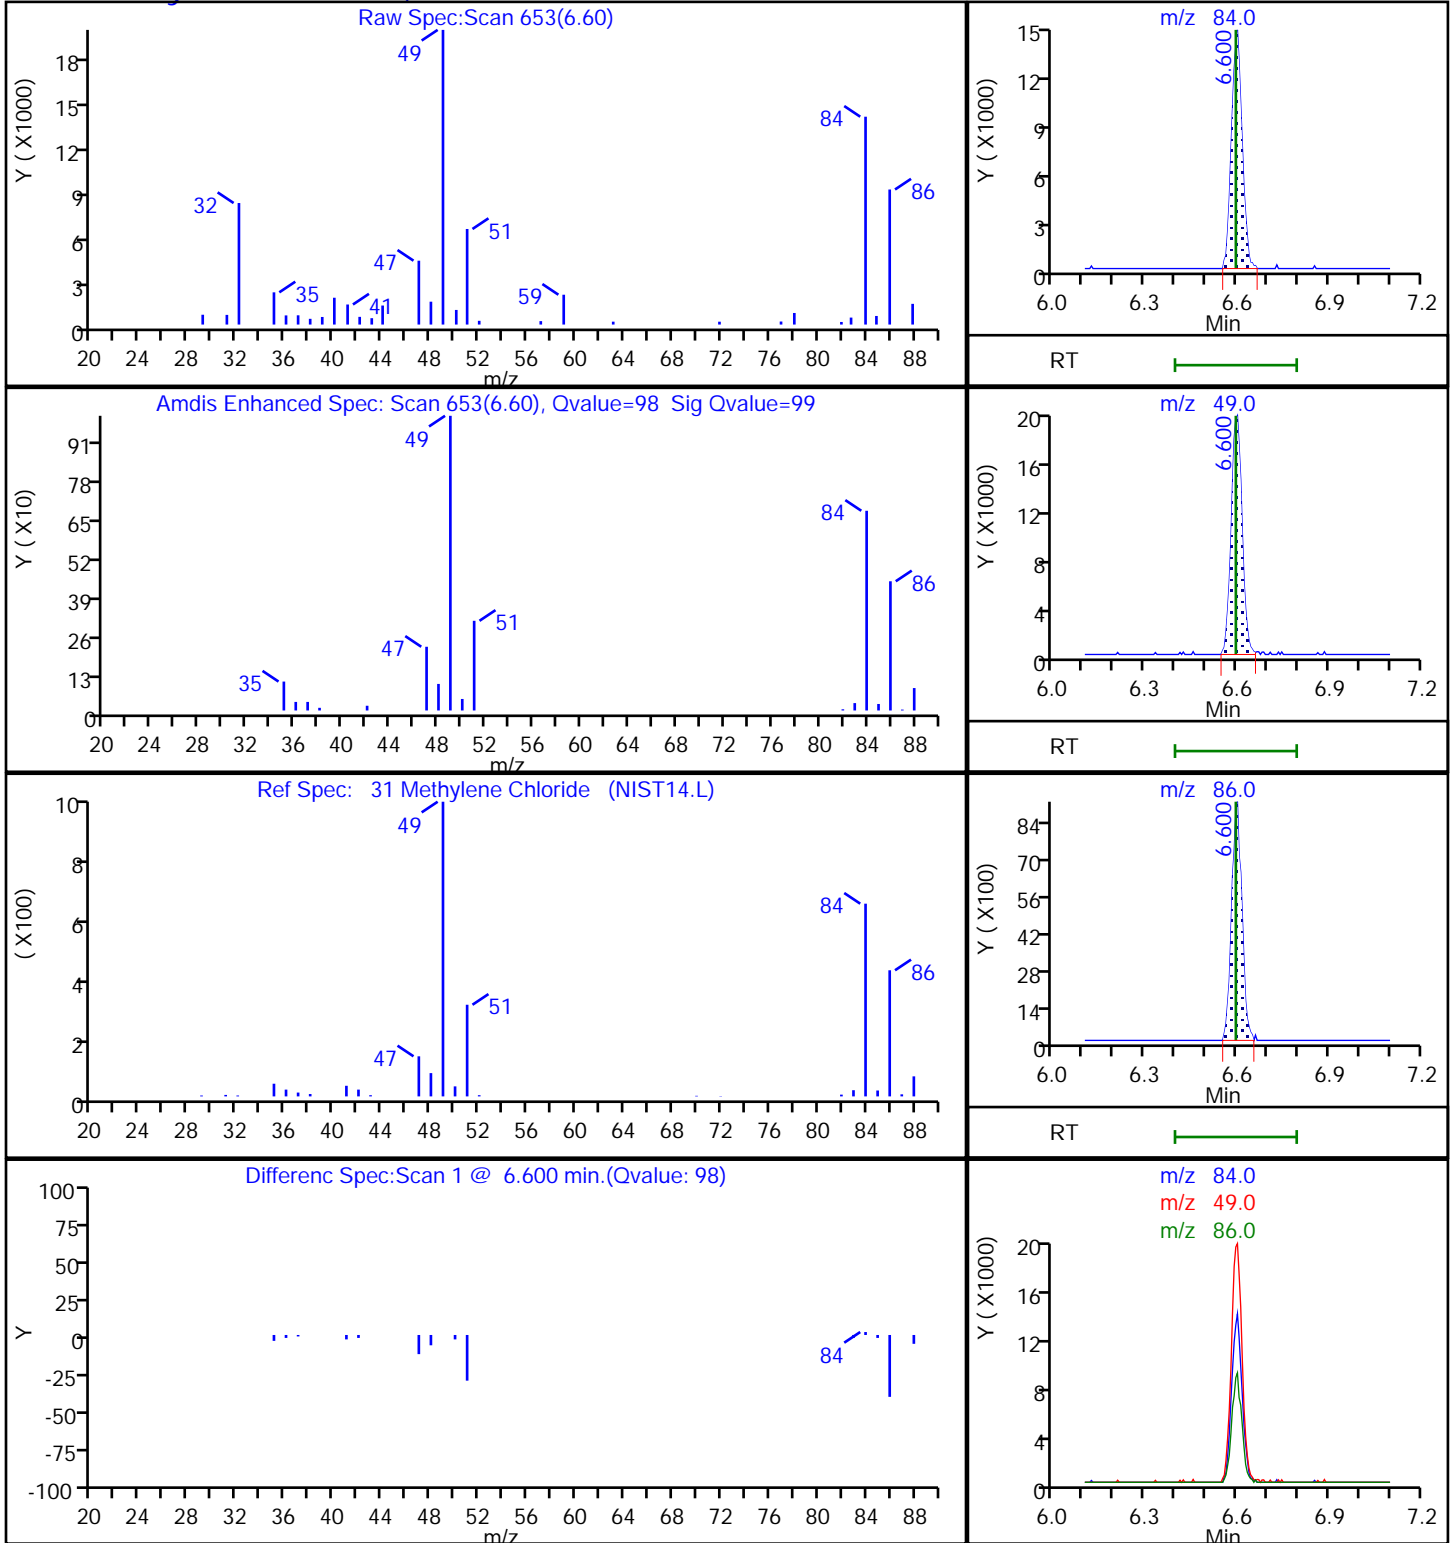 Raw Spec:Scan 653(6.60)
Y ( X1000)
18
15
12
9
6
3
0
49
84
86
32
51
47
35
41
59
20 24 28 32 36 40 44 48 52 56 60 64 68 72 76 80 84 88
m/z
m/z 84.0
Y ( X1000)
15
12
9
6
3
0
6.600
6.0 6.3 6.6 6.9 7.2
Min
RT
Amdis Enhanced Spec: Scan 653(6.60), Qvalue=98 Sig Qvalue=99
Y ( X10)
91
78
65
52
39
26
13
0
49
84
86
51
47
35
20 24 28 32 36 40 44 48 52 56 60 64 68 72 76 80 84 88
m/z
m/z 49.0
Y ( X1000)
20
16
12
8
4
0
6.600
6.0 6.3 6.6 6.9 7.2
Min
RT
Ref Spec: 31 Methylene Chloride (NIST14.L)
( X100)
10
8
6
4
2
0
49
84
86
51
47
20 24 28 32 36 40 44 48 52 56 60 64 68 72 76 80 84 88
m/z 86.0
Y ( X100)
84
70
56
42
28
14
0
6.600
6.0 6.3 6.6 6.9 7.2
Min
RT
Differenc Spec:Scan 1 @ 6.600 min.(Qvalue: 98)
Y
100
75
50
25
0
-25
-50
-75
-100
84
20 24 28 32 36 40 44 48 52 56 60 64 68 72 76 80 84 88
m/z
m/z 84.0
m/z 49.0
m/z 86.0
Y ( X1000)
20
16
12
8
4
0
6.0 6.3 6.6 6.9 7.2
Min